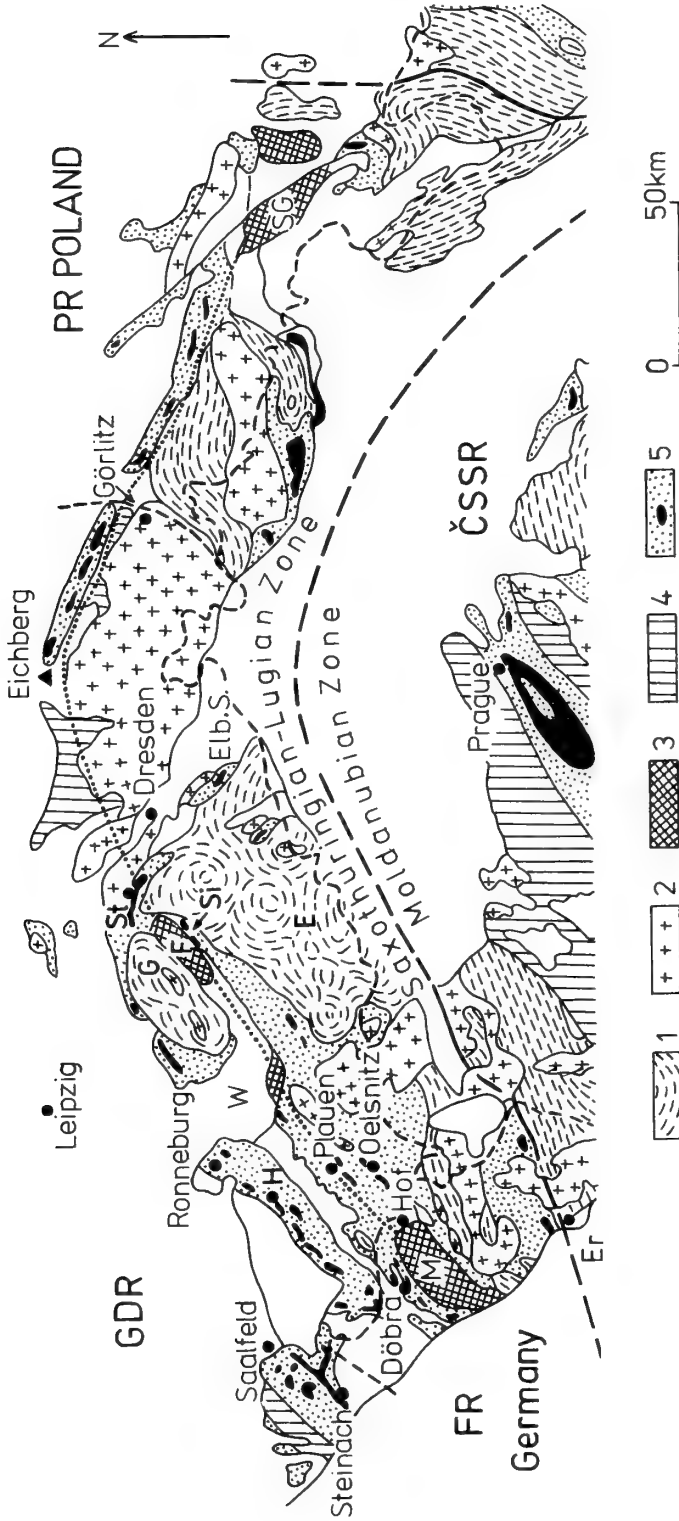 N
PR POLAND
GDR
FR
Germany
ČSSR
Eichberg
Görlitz
Leipzig
Dresden
Elb.S.
St
G
F
Si
E
SG
Ronneburg
W
H
Saalfeld
Steinach
Plauen
Oelsnitz
Hof
M
Döbra
Er
Prague
Saxothuringian-Lugian Zone
Moldanubian Zone
0 50km
1 2 3 4 5